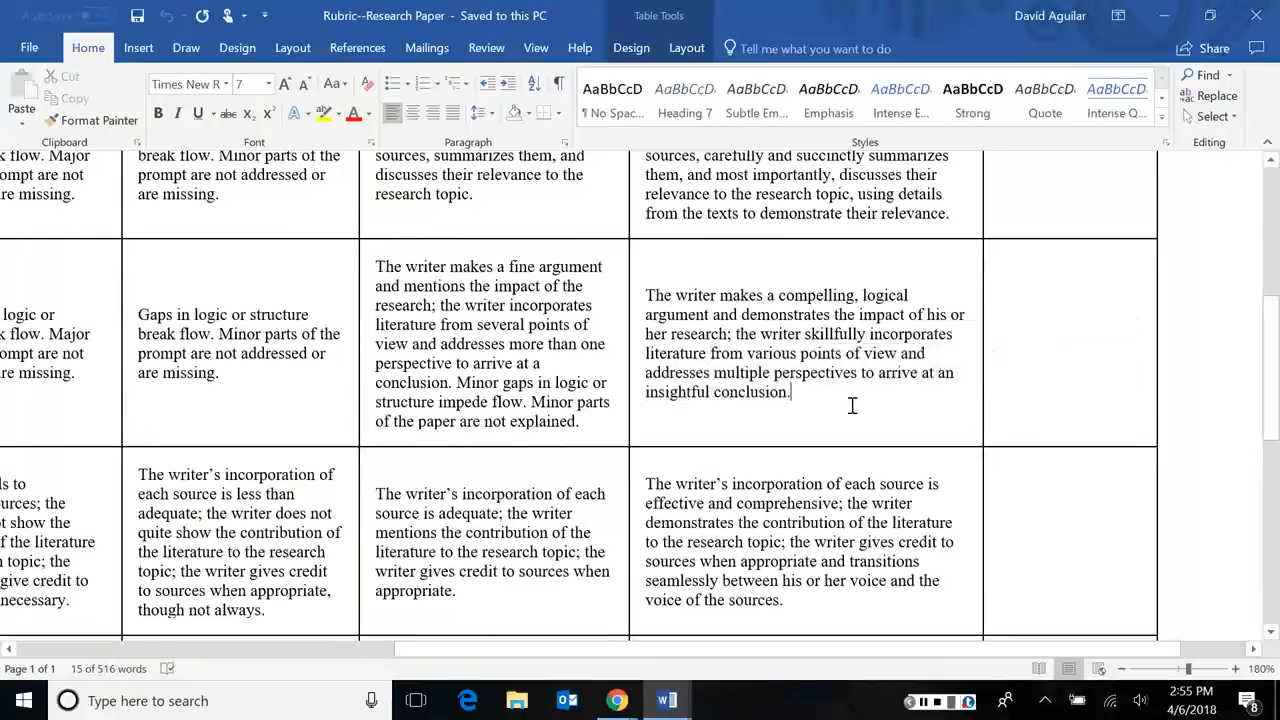 Rubric--Research Paper - Saved to this PC
Table Tools
David Aguilar
File Home Insert Draw Design Layout References Mailings Review View Help Design Layout Tell me what you want to do Share
Paste
Cut
Copy
Format Painter
Clipboard
Times New R 7
Font
Paragraph
AaBbCcD AaBbCcDı AaBbCcDı AaBbCcDı AaBbCcDı AaBbCcD AaBbCcDı AaBbCcDı
¶ No Spac... Heading 7 Subtle Em... Emphasis Intense E... Strong Quote Intense Q...
Styles
Find
Replace
Select
Editing
k flow. Major
prompt are not
re missing.
break flow. Minor parts of the
prompt are not addressed or
are missing.
sources, summarizes them, and
discusses their relevance to the
research topic.
sources, carefully and succinctly summarizes
them, and most importantly, discusses their
relevance to the research topic, using details
from the texts to demonstrate their relevance.
logic or
k flow. Major
ompt are not
re missing.
Gaps in logic or structure
break flow. Minor parts of the
prompt are not addressed or
are missing.
The writer makes a fine argument
and mentions the impact of the
research; the writer incorporates
literature from several points of
view and addresses more than one
perspective to arrive at a
conclusion. Minor gaps in logic or
structure impede flow. Minor parts
of the paper are not explained.
The writer makes a compelling, logical
argument and demonstrates the impact of his or
her research; the writer skillfully incorporates
literature from various points of view and
addresses multiple perspectives to arrive at an
insightful conclusion.
ls to
urces; the
ot show the
f the literature
topic; the
give credit to
necessary.
The writer’s incorporation of
each source is less than
adequate; the writer does not
quite show the contribution of
the literature to the research
topic; the writer gives credit
to sources when appropriate,
though not always.
The writer’s incorporation of each
source is adequate; the writer
mentions the contribution of the
literature to the research topic; the
writer gives credit to sources when
appropriate.
The writer’s incorporation of each source is
effective and comprehensive; the writer
demonstrates the contribution of the literature
to the research topic; the writer gives credit to
sources when appropriate and transitions
seamlessly between his or her voice and the
voice of the sources.
Page 1 of 1 15 of 516 words 180%
Type here to search
2:55 PM
4/6/2018
8